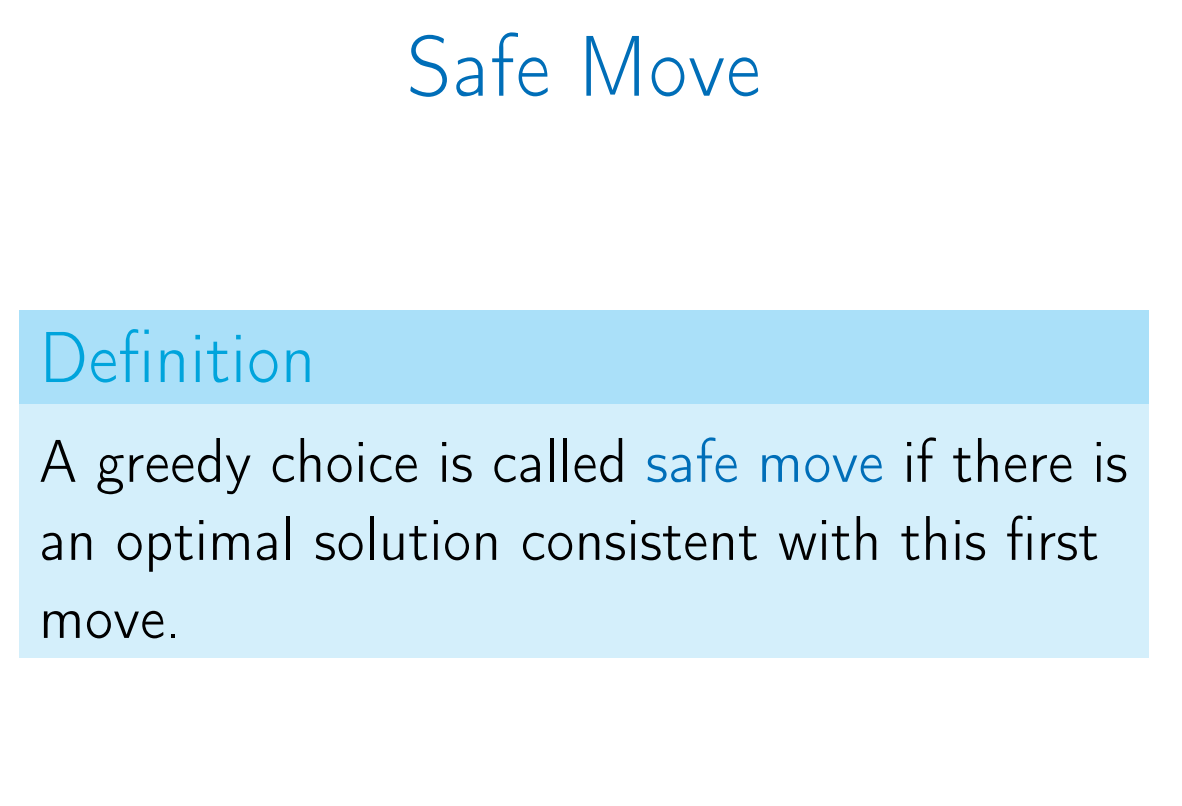 Safe Move
Definition
A greedy choice is called safe move if there is
an optimal solution consistent with this first
move.